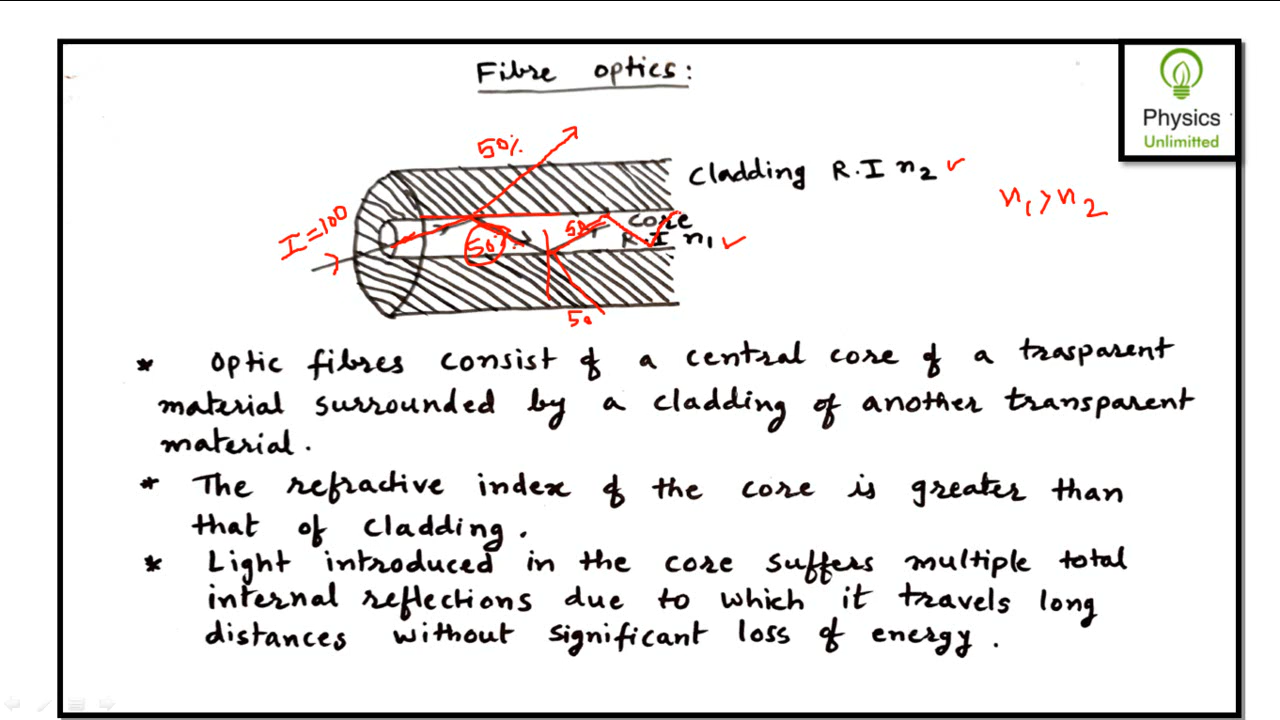 Fibre optics:
Physics
Unlimitted
50%
Cladding R.I n2 ✓
n1 > n2
I=100
core
50
50%
R.I n1 ✓
50
* Optic fibres consist of a central core of a trasparent
material surrounded by a cladding of another transparent
material.
* The refractive index of the core is greater than
that of cladding.
* Light introduced in the core suffers multiple total
internal reflections due to which it travels long
distances without significant loss of energy.